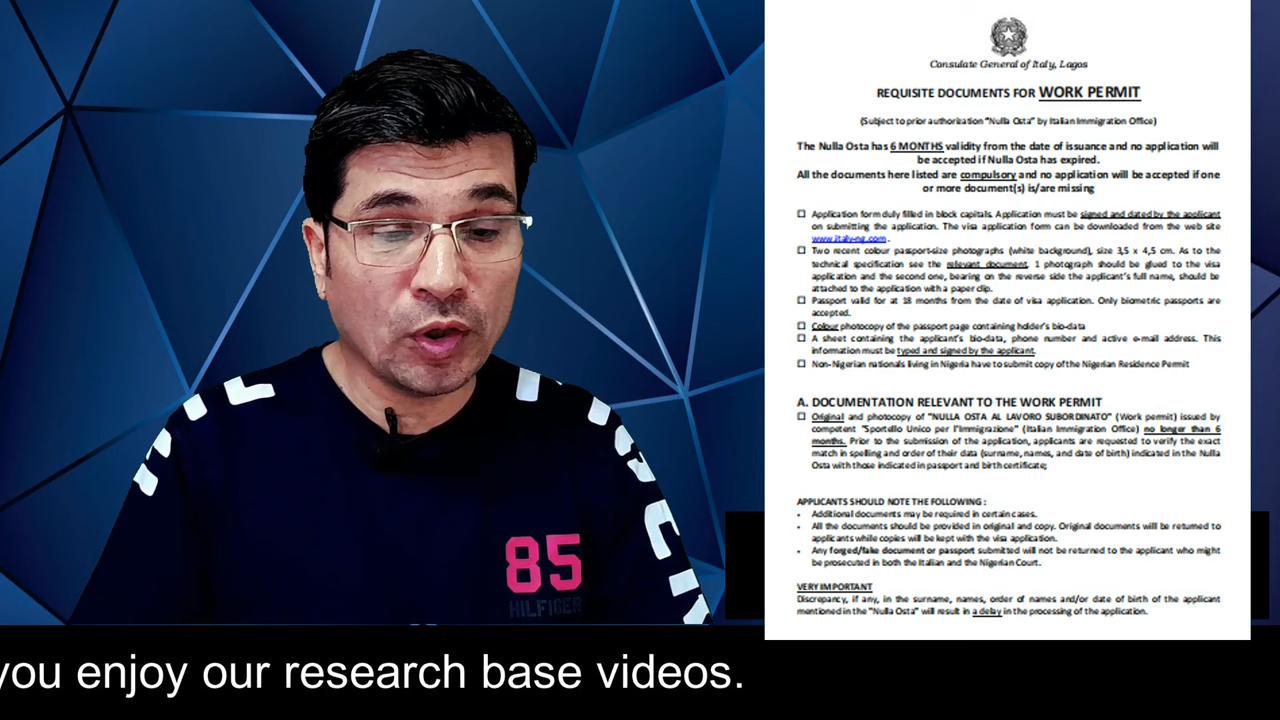 Consulate General of Italy, Lagos
REQUISITE DOCUMENTS FOR WORK PERMIT
(Subject to prior authorization "Nulla Osta" by Italian Immigration Office)
The Nulla Osta has 6 MONTHS validity from the date of issuance and no application will
be accepted if Nulla Osta has expired.
All the documents here listed are compulsory and no application will be accepted if one
or more document(s) is/are missing
Application form duly filled in block capitals. Application must be signed and dated by the applicant
on submitting the application. The visa application form can be downloaded from the web site
www.italy-ng.com.
Two recent colour passport-size photographs (white background), size 3,5 x 4,5 cm. As to the
technical specification see the relevant document. 1 photograph should be glued to the visa
application and the second one, bearing on the reverse side the applicant's full name, should be
attached to the application with a paper clip.
Passport valid for at 18 months from the date of visa application. Only biometric passports are
accepted.
Colour photocopy of the passport page containing holder's bio-data
A sheet containing the applicant's bio-data, phone number and active e-mail address. This
information must be typed and signed by the applicant.
Non-Nigerian nationals living in Nigeria have to submit copy of the Nigerian Residence Permit
A. DOCUMENTATION RELEVANT TO THE WORK PERMIT
Original and photocopy of "NULLA OSTA AL LAVORO SUBORDINATO" (Work permit) issued by
competent "Sportello Unico per l'Immigrazione" (Italian Immigration Office) no longer than 6
months. Prior to the submission of the application, applicants are requested to verify the exact
match in spelling and order of their data (surname, names, and date of birth) indicated in the Nulla
Osta with those indicated in passport and birth certificate;
APPLICANTS SHOULD NOTE THE FOLLOWING :
• Additional documents may be required in certain cases.
• All the documents should be provided in original and copy. Original documents will be returned to
applicants while copies will be kept with the visa application.
• Any forged/fake document or passport submitted will not be returned to the applicant who might
be prosecuted in both the Italian and the Nigerian Court.
VERY IMPORTANT
Discrepancy, if any, in the surname, names, order of names and/or date of birth of the applicant
mentioned in the "Nulla Osta" will result in a delay in the processing of the application.
85
HILFIGER
you enjoy our research base videos.